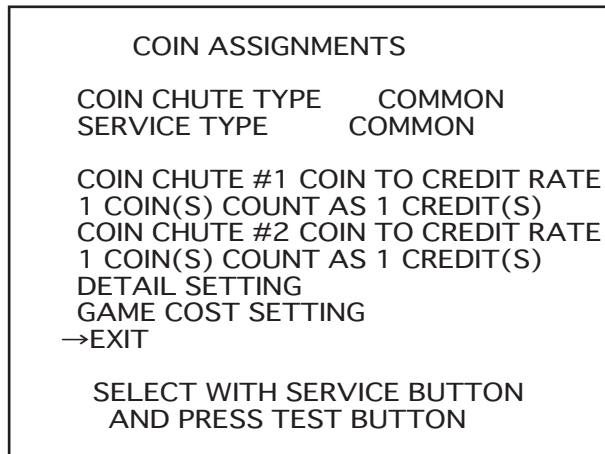 COIN ASSIGNMENTS
COIN CHUTE TYPE COMMON
SERVICE TYPE COMMON
COIN CHUTE #1 COIN TO CREDIT RATE
1 COIN(S) COUNT AS 1 CREDIT(S)
COIN CHUTE #2 COIN TO CREDIT RATE
1 COIN(S) COUNT AS 1 CREDIT(S)
DETAIL SETTING
GAME COST SETTING
→EXIT
SELECT WITH SERVICE BUTTON
AND PRESS TEST BUTTON